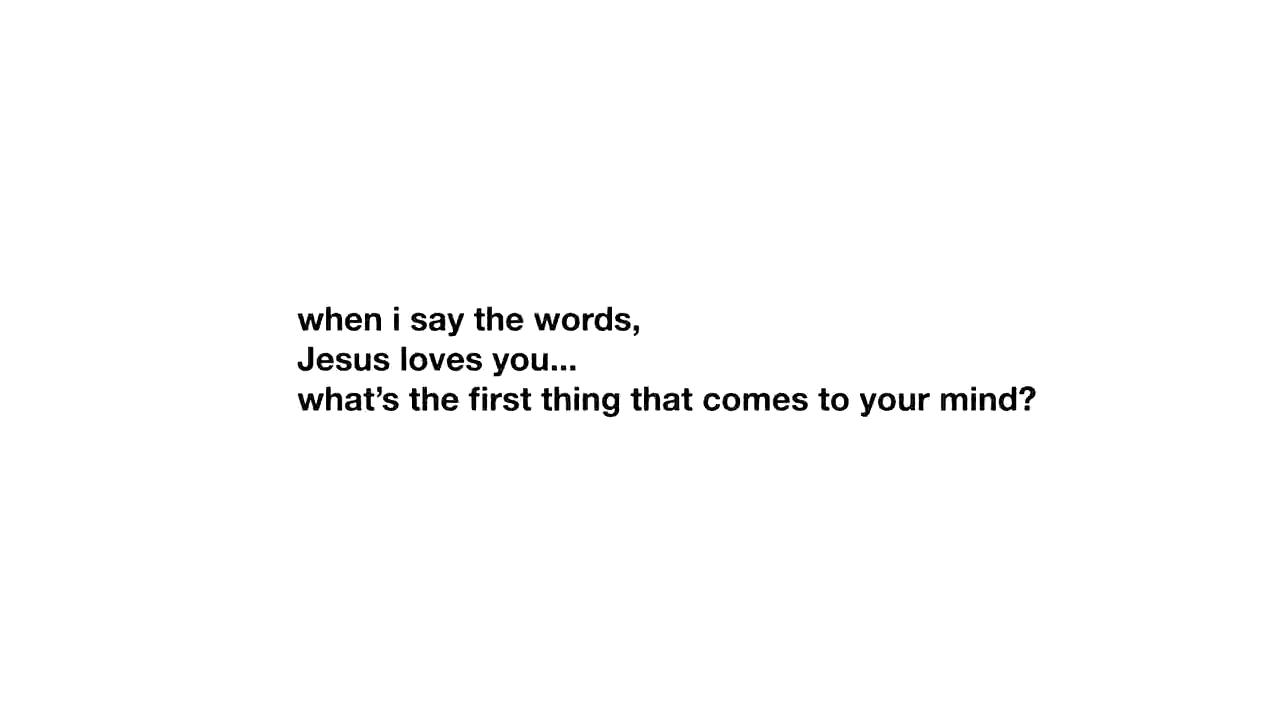 when i say the words,
Jesus loves you...
what’s the first thing that comes to your mind?